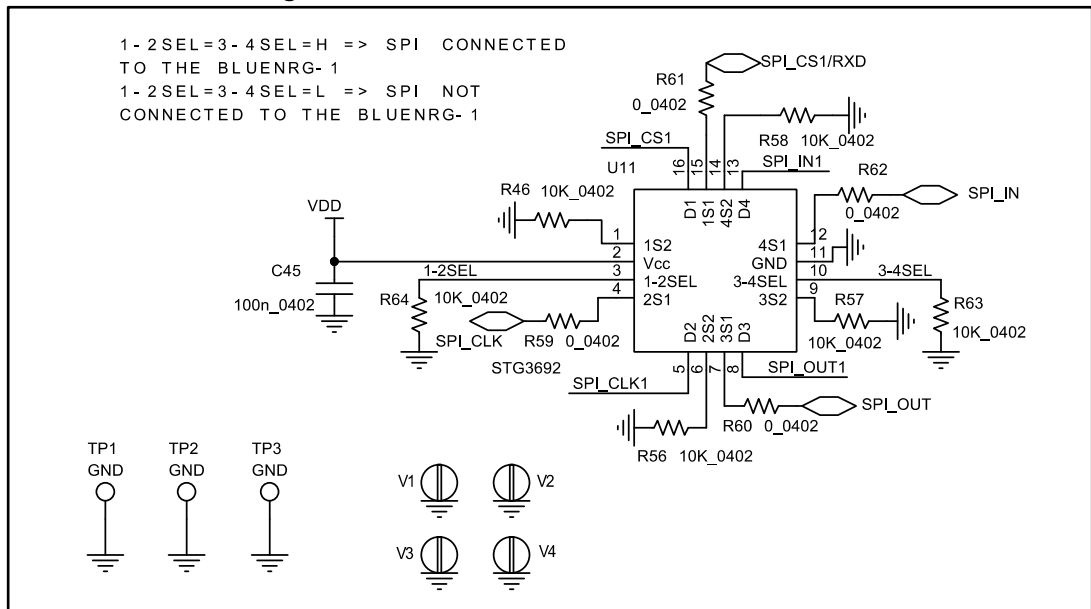 1-2SEL=3-4SEL=H => SPI CONNECTED
TO THE BLUENRG-1
1-2SEL=3-4SEL=L => SPI NOT
CONNECTED TO THE BLUENRG-1
SPI_CS1/RXD
R61
0_0402
R58 10K_0402
SPI_CS1
16 15 14 13
SPI_IN1
U11
R62
0_0402
SPI_IN
D1 1S1 4S2 D4
R46 10K_0402
VDD
1 1S2
2 Vcc
3 1-2SEL
4 2S1
4S1 12
GND 11
3-4SEL 10
3S2 9
1-2SEL
3-4SEL
C45
100n_0402
R64 10K_0402
SPI_CLK R59 0_0402
R57
10K_0402
R63
10K_0402
D2 2S2 3S1 D3
STG3692
5 6 7 8
SPI_CLK1
SPI_OUT1
SPI_OUT
R60 0_0402
R56 10K_0402
TP1 TP2 TP3
GND GND GND
V1 V2
V3 V4